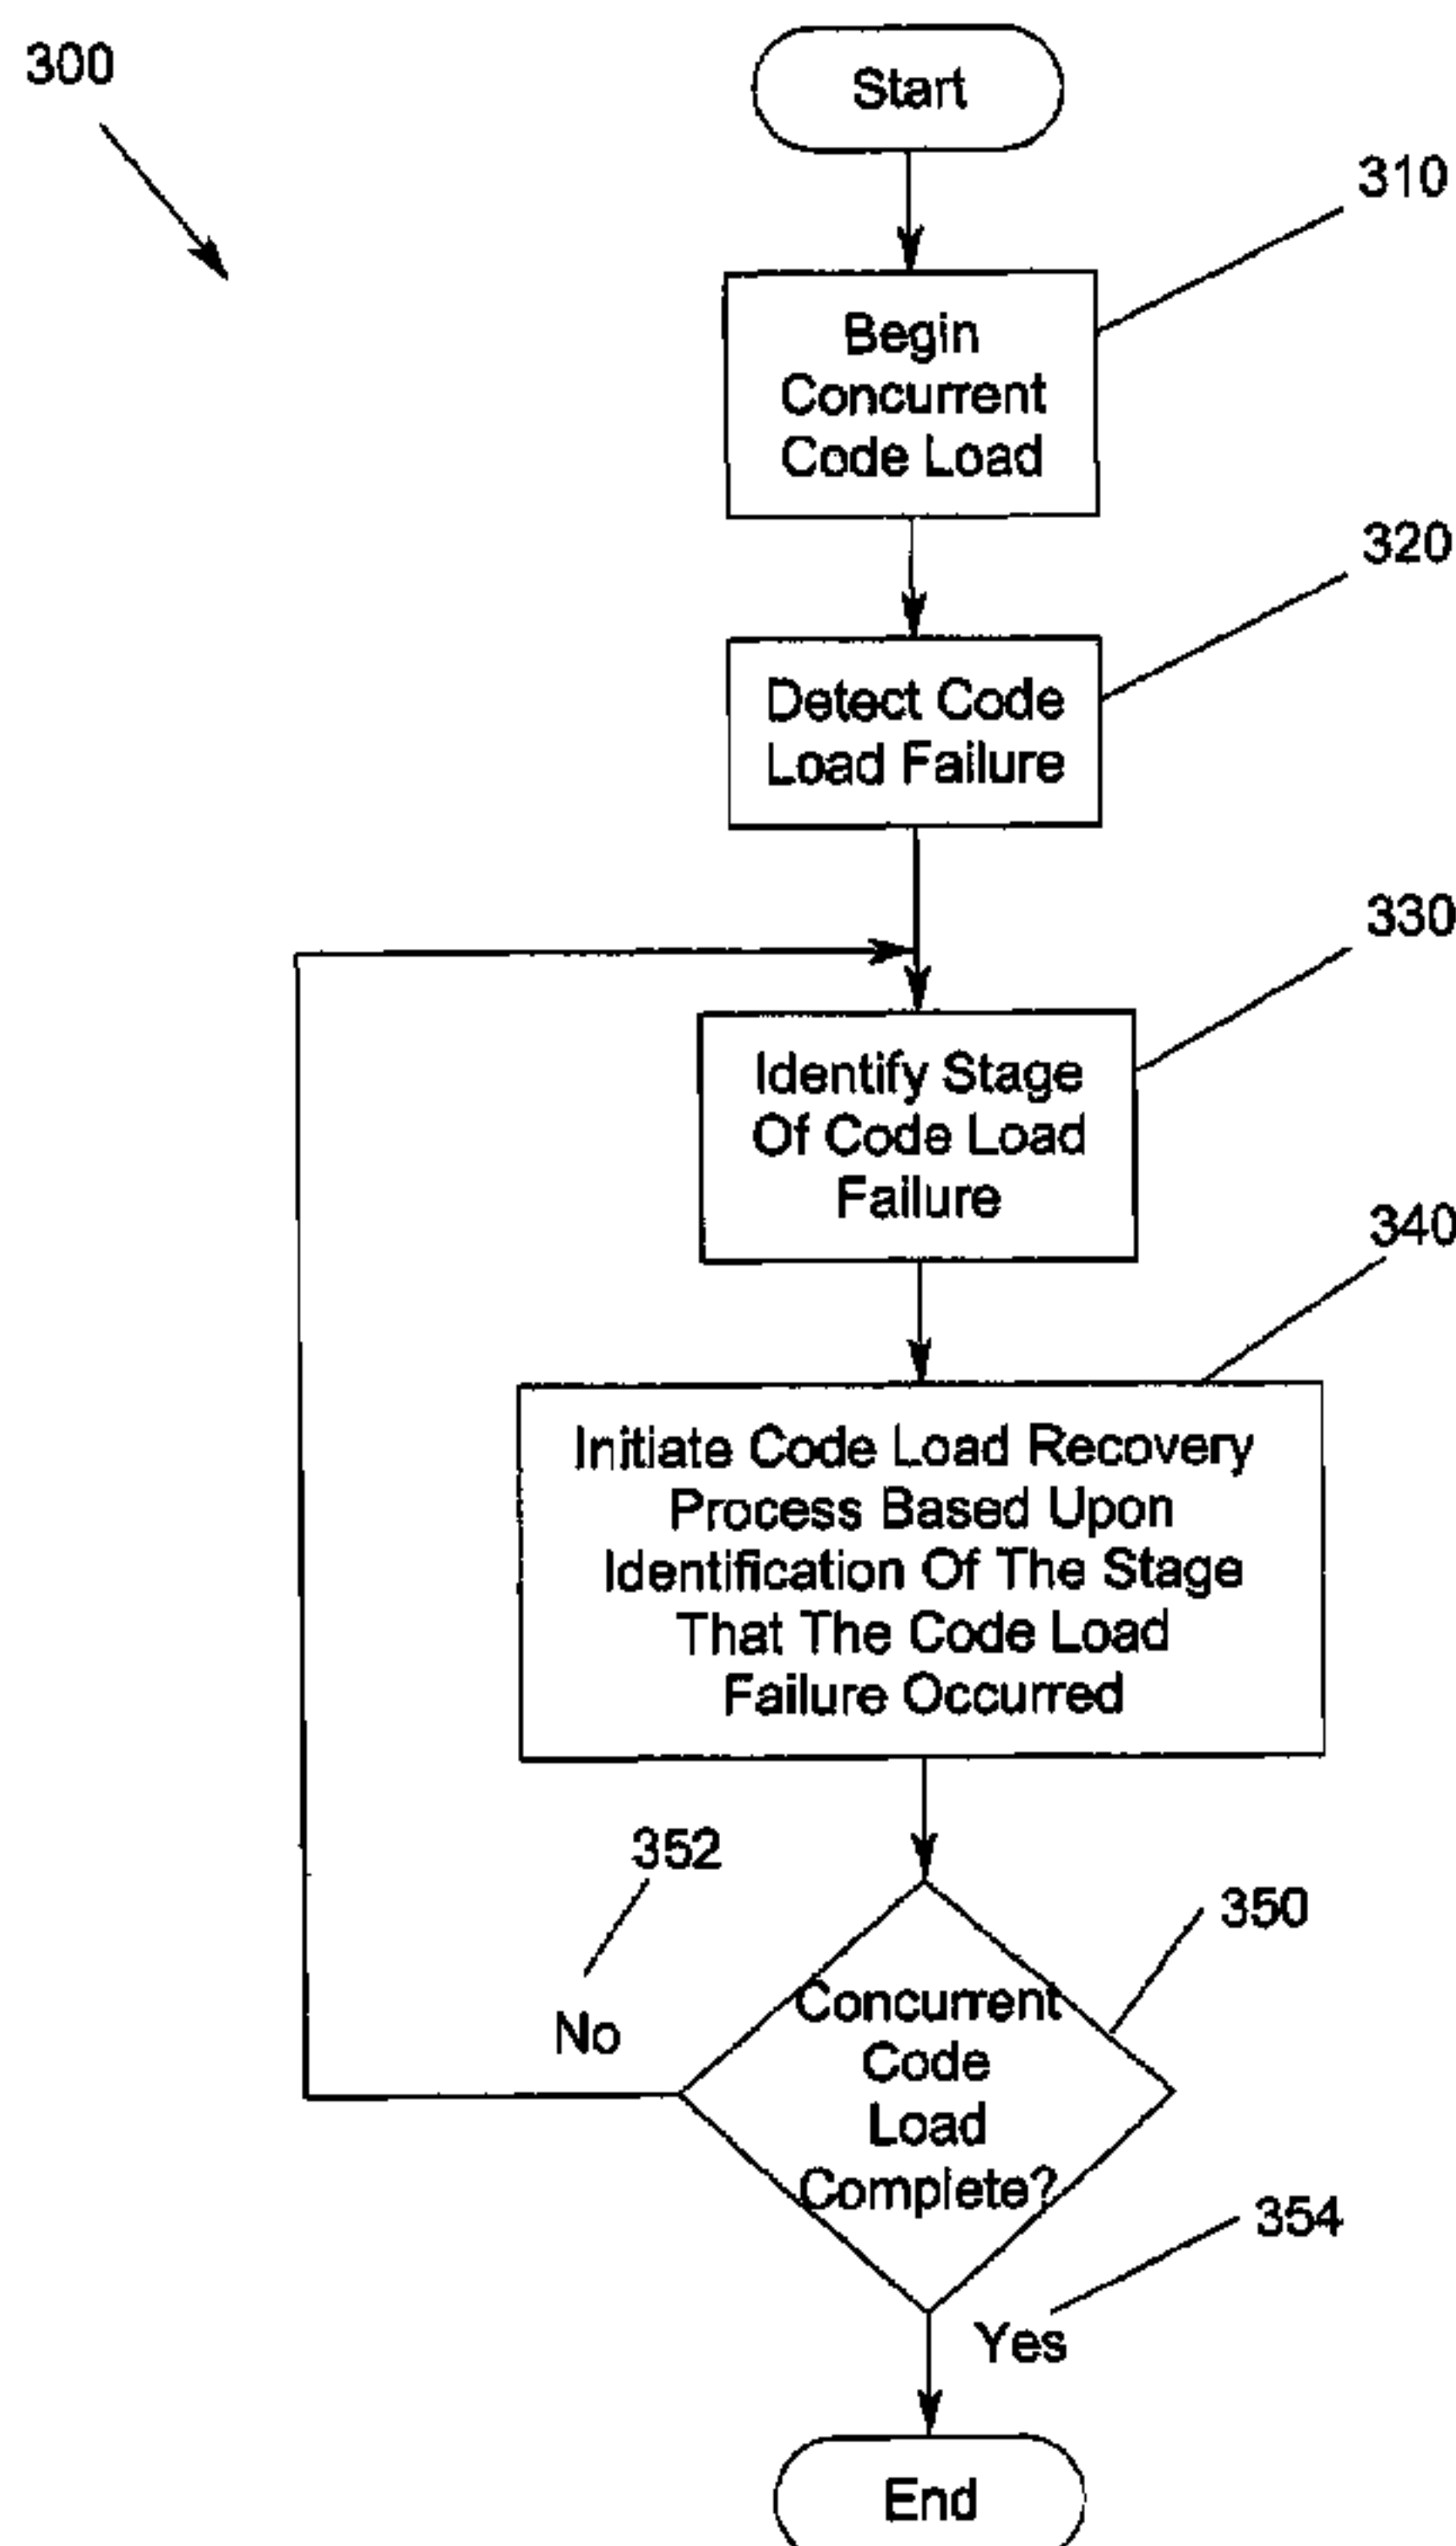 300
Start
310
Begin
Concurrent
Code Load
320
Detect Code
Load Failure
330
Identify Stage
Of Code Load
Failure
340
Initiate Code Load Recovery
Process Based Upon
Identification Of The Stage
That The Code Load
Failure Occurred
352
350
No
Concurrent
Code
Load
Complete?
354
Yes
End